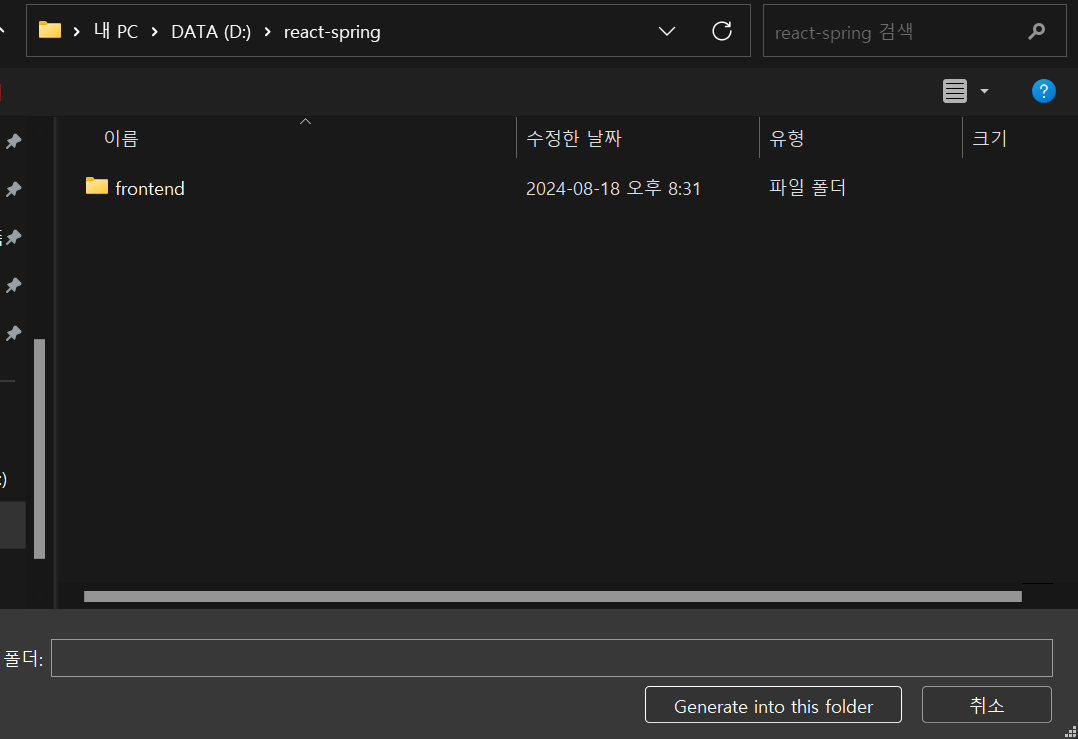 내 PC > DATA (D:) > react-spring
react-spring 검색
?
이름 수정한 날짜 유형 크기
frontend 2024-08-18 오후 8:31 파일 폴더
:)
폴더:
Generate into this folder 취소